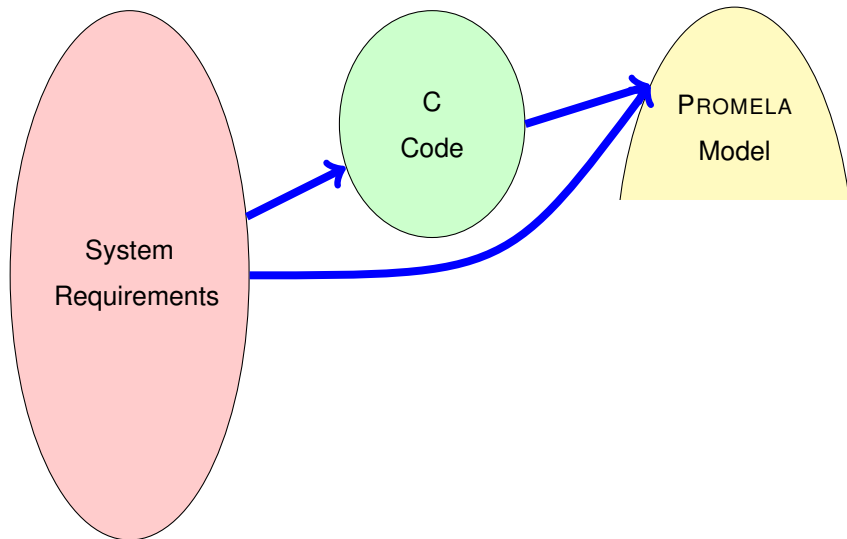 C
Code
PROMELA
Model
System
Requirements